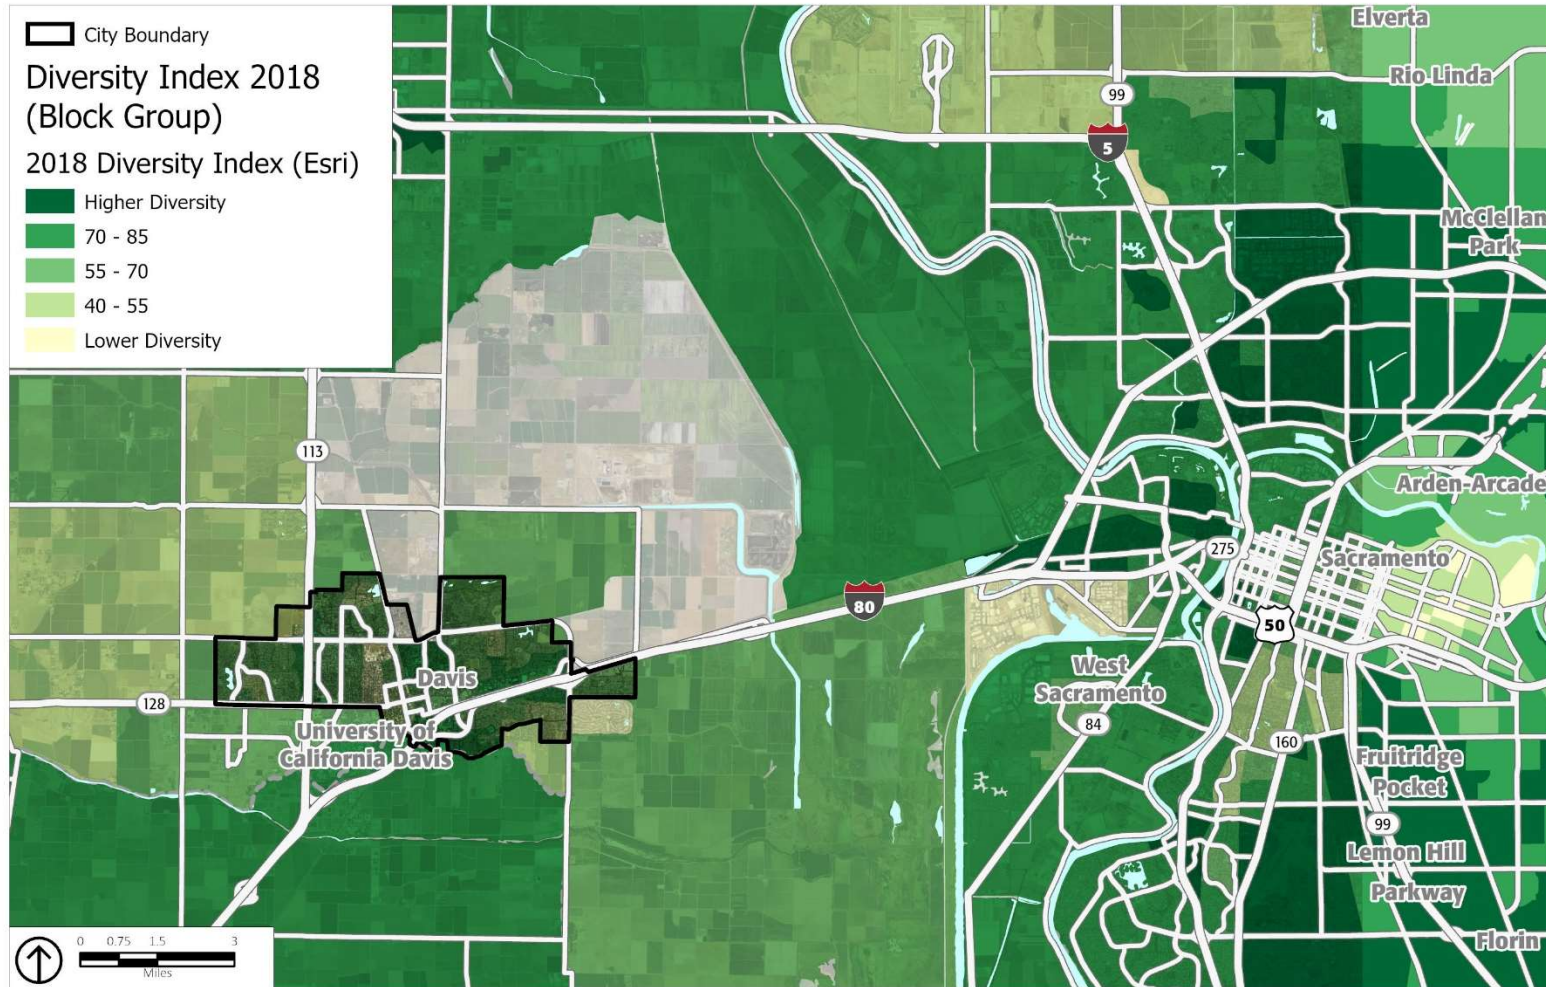 City Boundary
Diversity Index 2018
(Block Group)
2018 Diversity Index (Esri)
Higher Diversity
70 - 85
55 - 70
40 - 55
Lower Diversity
Elverta
Rio Linda
99
5
McClellan
Park
113
Arden-Arcade
275
Sacramento
80
50
Davis
West
Sacramento
128
84
University of
California Davis
160
Fruitridge
Pocket
99
Lemon Hill
Parkway
Florin
0 0.75 1.5 3
Miles